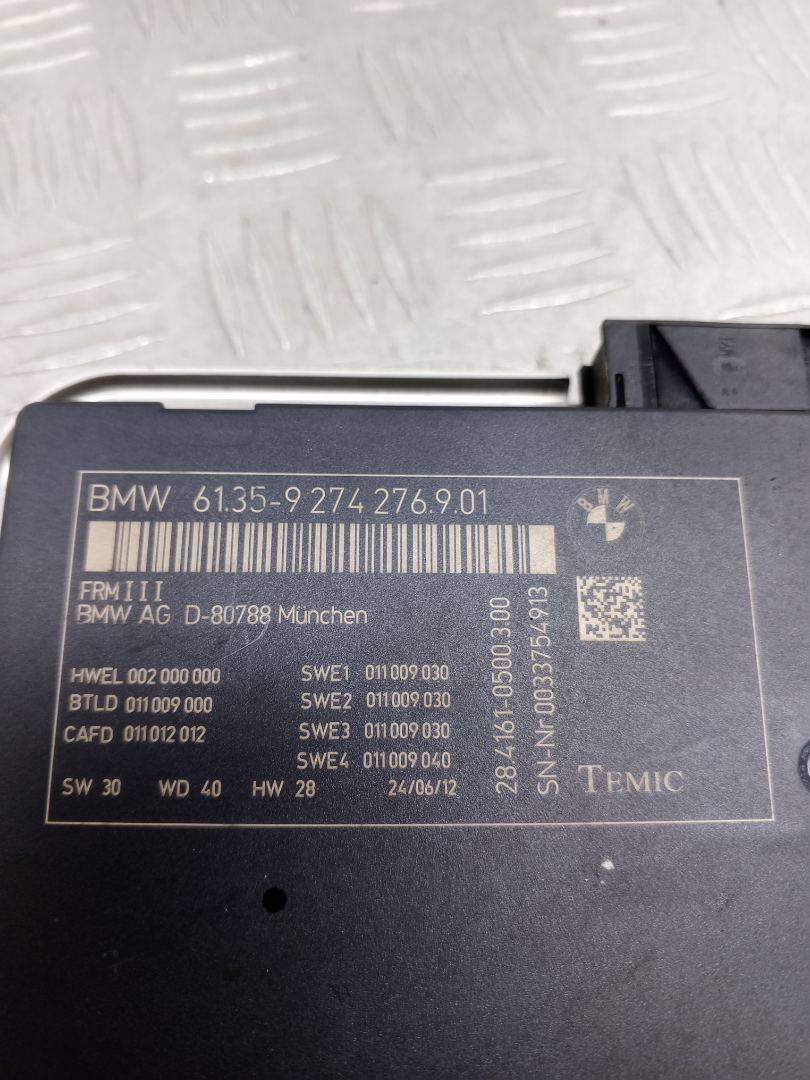 BMW 61.35-9 274 276.9.01
BMW
FRMIII
BMW AG D-80788 München
HWEL 002 000 000
BTLD 011 009 000
CAFD 011 012 012
SWE1 011 009 030
SWE2 011 009 030
SWE3 011 009 030
SWE4 011 009 040
SW 30 WD 40 HW 28 24/06/12
28.4161-0500 3.00
SN-Nr 0033754913
TEMIC